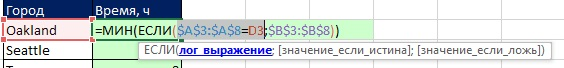 Город Время, ч
Oakland =МИН(ЕСЛИ($A$3:$A$8=D3;$B$3:$B$8))
Seattle ЕСЛИ(лог_выражение; [значение_если_истина]; [значение_если_ложь])